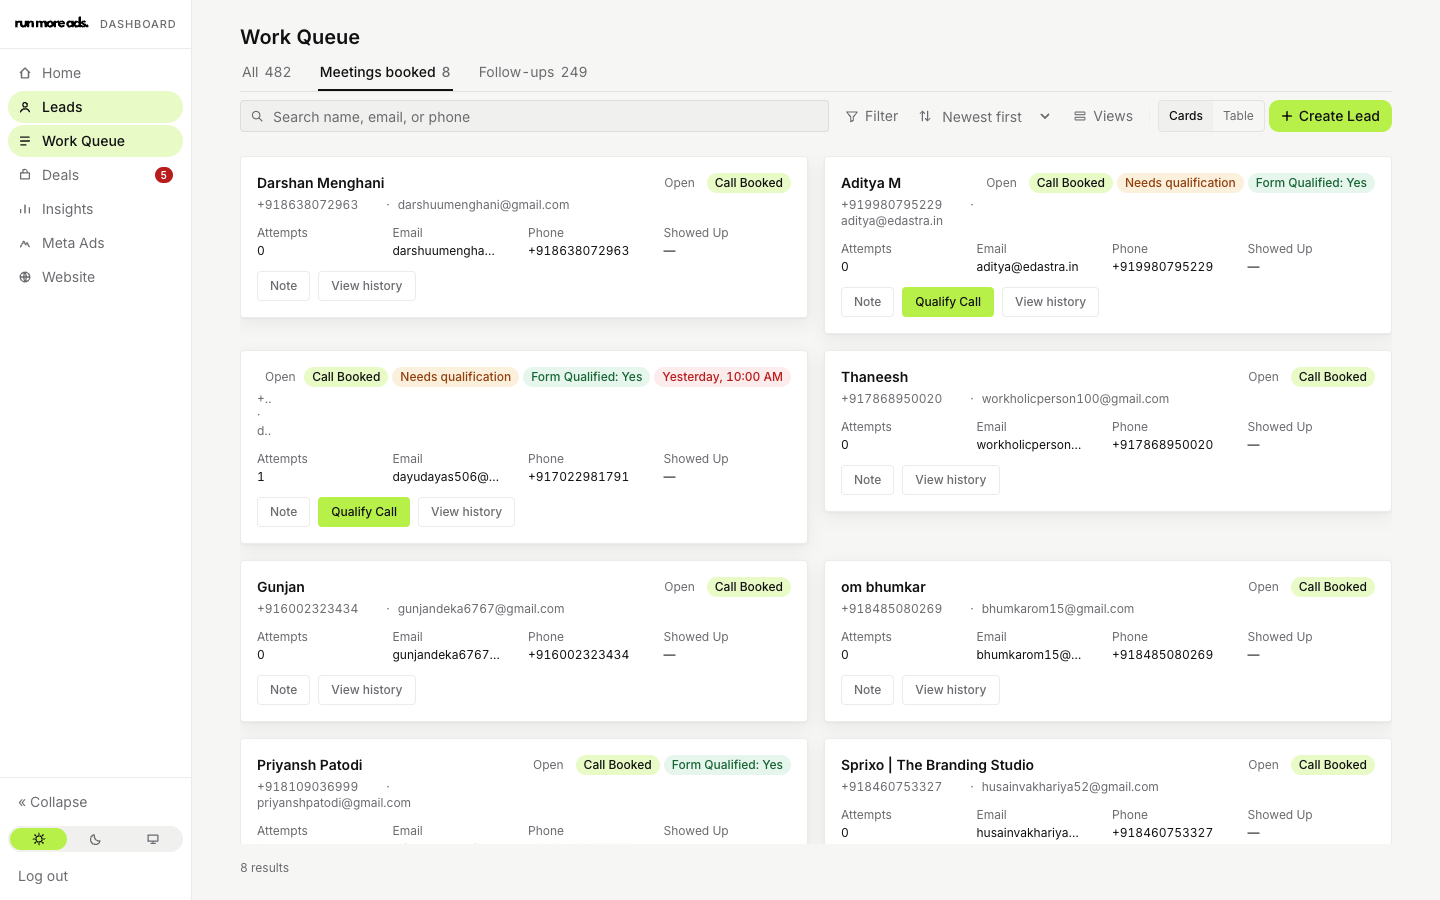 run more ads. DASHBOARD
Home
Leads
Work Queue
Deals 5
Insights
Meta Ads
Website
« Collapse
Log out
Work Queue
All 482 Meetings booked 8 Follow-ups 249
Search name, email, or phone Filter Newest first Views Cards Table + Create Lead
Darshan Menghani Open Call Booked
+918638072963 · darshuumenghani@gmail.com
Attempts Email Phone Showed Up
0 darshuumengha... +918638072963 —
Note View history
Aditya M Open Call Booked Needs qualification Form Qualified: Yes
+919980795229 ·
aditya@edastra.in
Attempts Email Phone Showed Up
0 aditya@edastra.in +919980795229 —
Note Qualify Call View history
Open Call Booked Needs qualification Form Qualified: Yes Yesterday, 10:00 AM
+..
·
d..
Attempts Email Phone Showed Up
1 dayudayas506@... +917022981791 —
Note Qualify Call View history
Thaneesh Open Call Booked
+917868950020 · workholicperson100@gmail.com
Attempts Email Phone Showed Up
0 workholicperson... +917868950020 —
Note View history
Gunjan Open Call Booked
+916002323434 · gunjandeka6767@gmail.com
Attempts Email Phone Showed Up
0 gunjandeka6767... +916002323434 —
Note View history
om bhumkar Open Call Booked
+918485080269 · bhumkarom15@gmail.com
Attempts Email Phone Showed Up
0 bhumkarom15@... +918485080269 —
Note View history
Priyansh Patodi Open Call Booked Form Qualified: Yes
+918109036999 ·
priyanshpatodi@gmail.com
Attempts Email Phone Showed Up
Sprixo | The Branding Studio Open Call Booked
+918460753327 · husainvakhariya52@gmail.com
Attempts Email Phone Showed Up
0 husainvakhariya... +918460753327 —
8 results